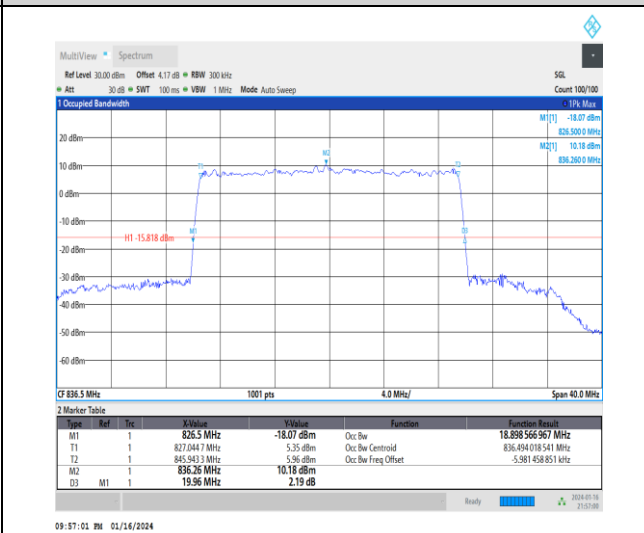 MultiView Spectrum
Ref Level 30.00 dBm Offset 4.17 dB RBW 300 kHz SGL
Att 30 dB SWT 100 ms VBW 1 MHz Mode Auto Sweep Count 100/100
1 Occupied Bandwidth 1Pk Max
M1[1] -18.07 dBm
826.500 0 MHz
M2[1] 10.18 dBm
836.260 0 MHz
20 dBm
M2
T1 T2
10 dBm
0 dBm
-10 dBm
M1 D3
H1 -15.818 dBm
-20 dBm
-30 dBm
-40 dBm
-50 dBm
-60 dBm
CF 836.5 MHz 1001 pts 4.0 MHz/ Span 40.0 MHz
2 Marker Table
Type Ref Trc X-Value Y-Value Function Function Result
M1 1 826.5 MHz -18.07 dBm Occ Bw 18.898 566 967 MHz
T1 1 827.044 7 MHz 5.35 dBm Occ Bw Centroid 836.494 018 541 MHz
T2 1 845.943 3 MHz 5.96 dBm Occ Bw Freq Offset -5.981 458 851 kHz
M2 1 836.26 MHz 10.18 dBm
D3 M1 1 19.96 MHz 2.19 dB
Ready 2024-01-16
21:57:00
09:57:01 PM 01/16/2024